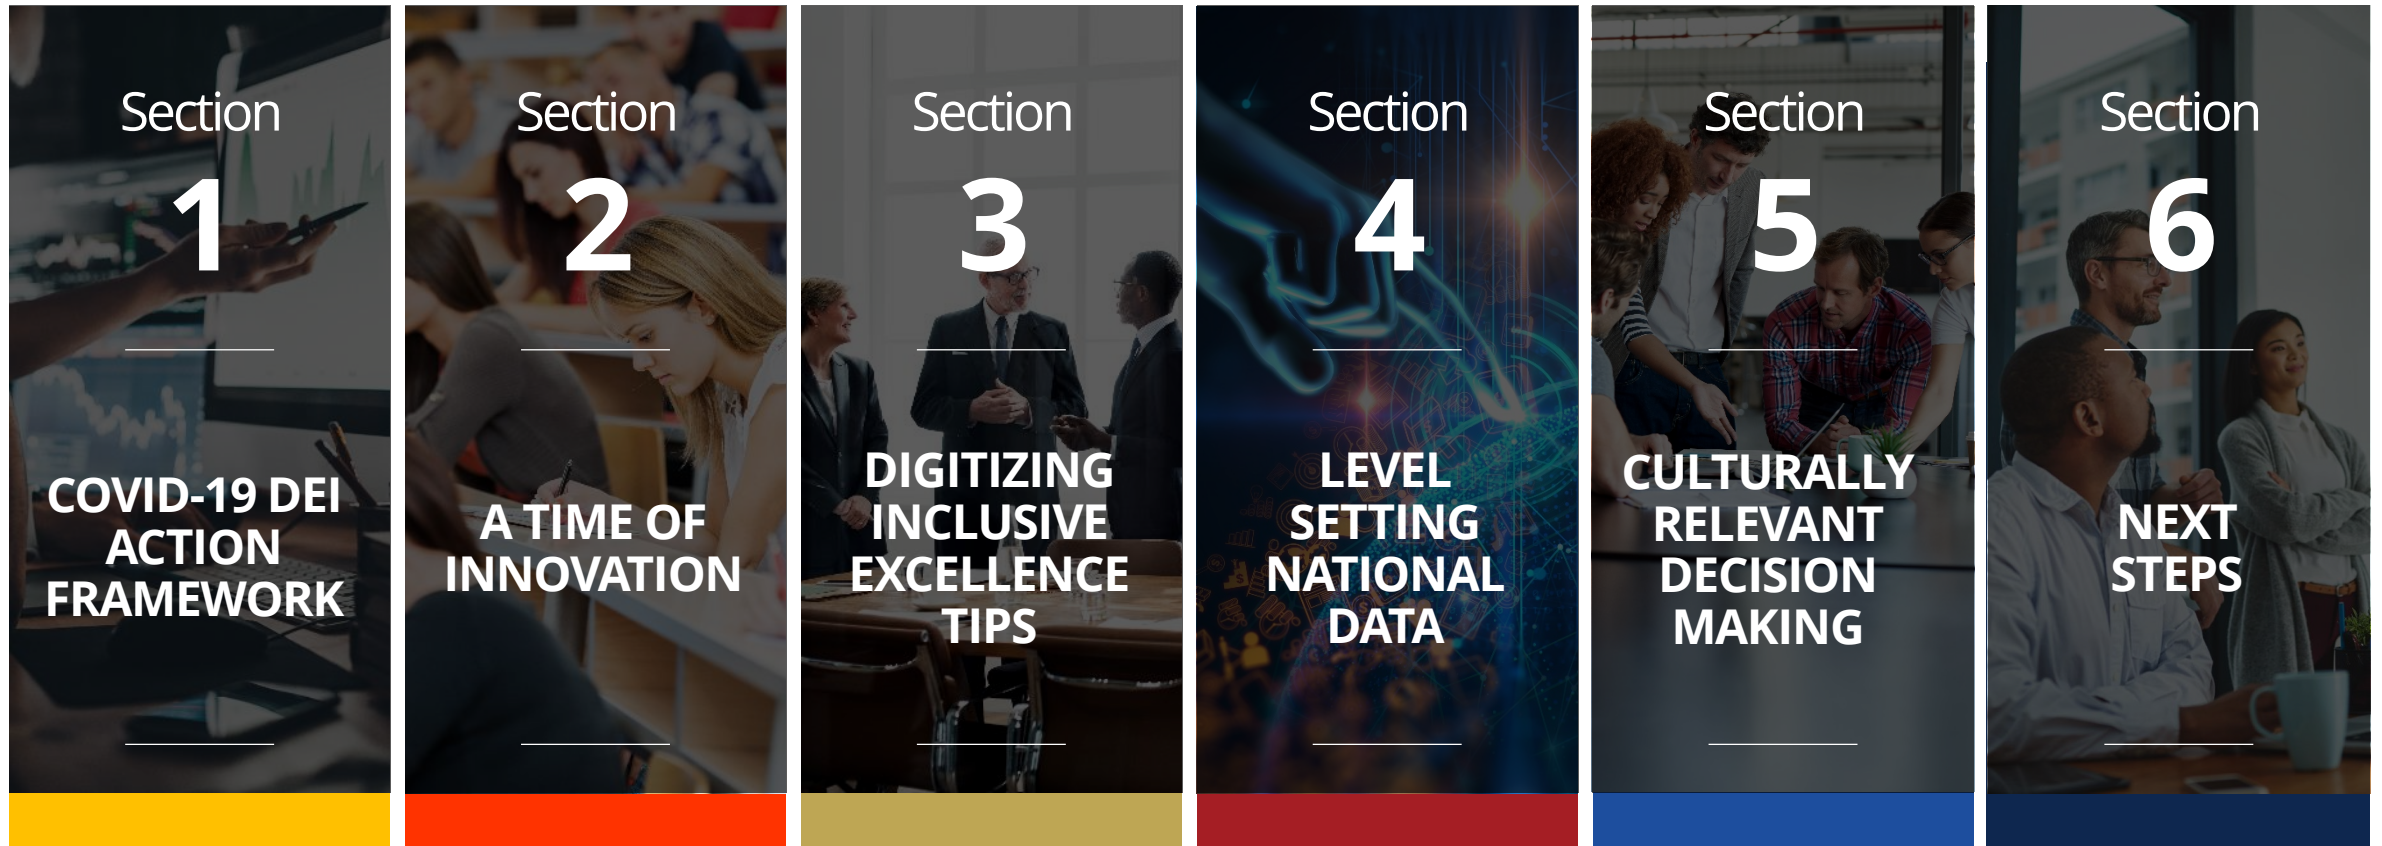 Section
1
COVID-19 DEI
ACTION
FRAMEWORK
Section
2
A TIME OF
INNOVATION
Section
3
DIGITIZING
INCLUSIVE
EXCELLENCE
TIPS
Section
4
LEVEL
SETTING
NATIONAL
DATA
Section
5
CULTURALLY
RELEVANT
DECISION
MAKING
Section
6
NEXT
STEPS